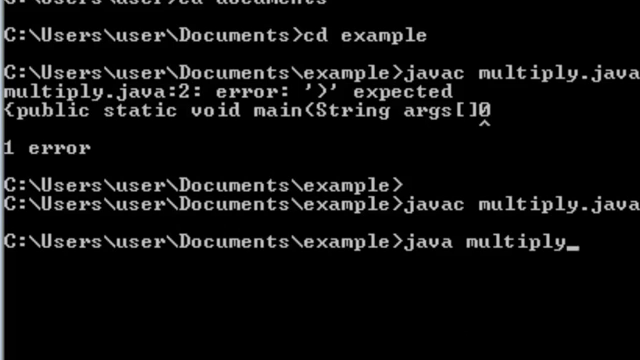 C:\Users\user>cd documents
C:\Users\user\Documents>cd example
C:\Users\user\Documents\example>javac multiply.java
multiply.java:2: error: ')' expected
{public static void main(String args[]0
^
1 error
C:\Users\user\Documents\example>
C:\Users\user\Documents\example>javac multiply.java
C:\Users\user\Documents\example>java multiply_